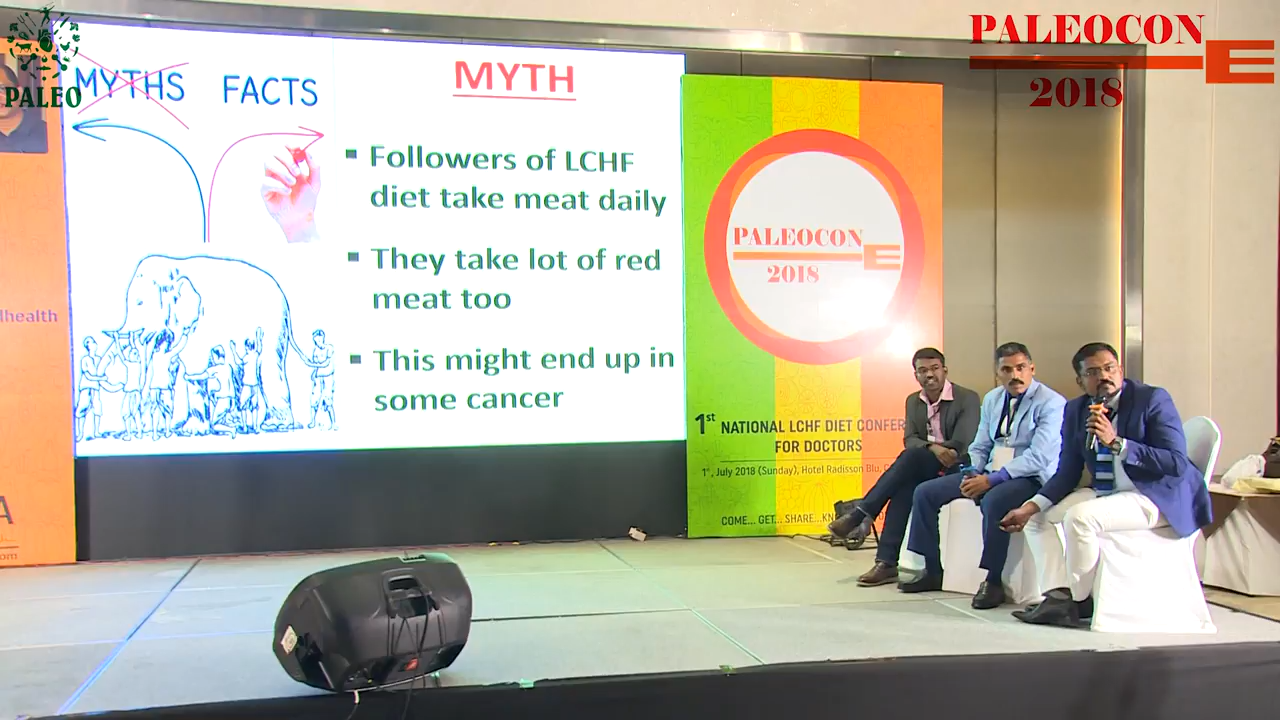 PALEO
MYTHS FACTS
MYTH
Followers of LCHF
diet take meat daily
They take lot of red
meat too
This might end up in
some cancer
PALEOCON
E
2018
PALEOCON
E
2018
1st NATIONAL LCHF DIET CONFER
FOR DOCTORS
1st, July 2018 (Sunday), Hotel Radisson Blu,
COME... GET... SHARE...
health
A
om